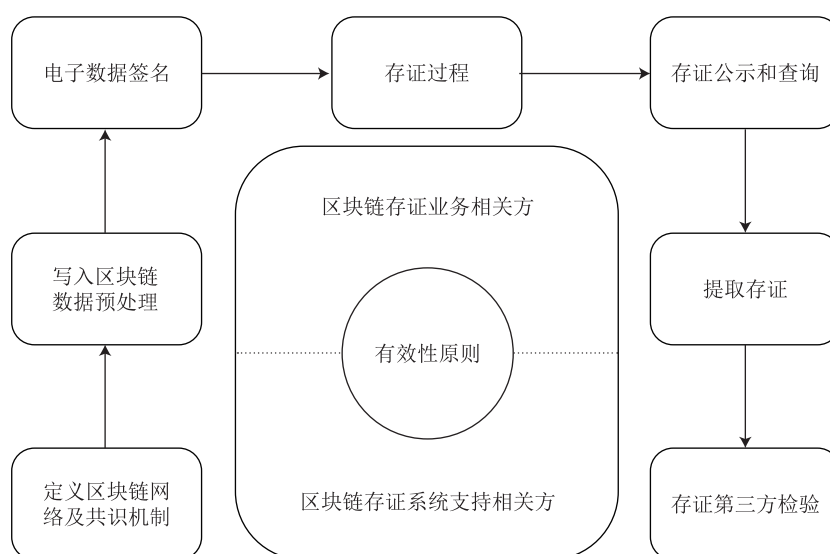 电子数据签名
存证过程
存证公示和查询
区块链存证业务相关方
写入区块链
数据预处理
提取存证
有效性原则
定义区块链网
络及共识机制
区块链存证系统支持相关方
存证第三方检验